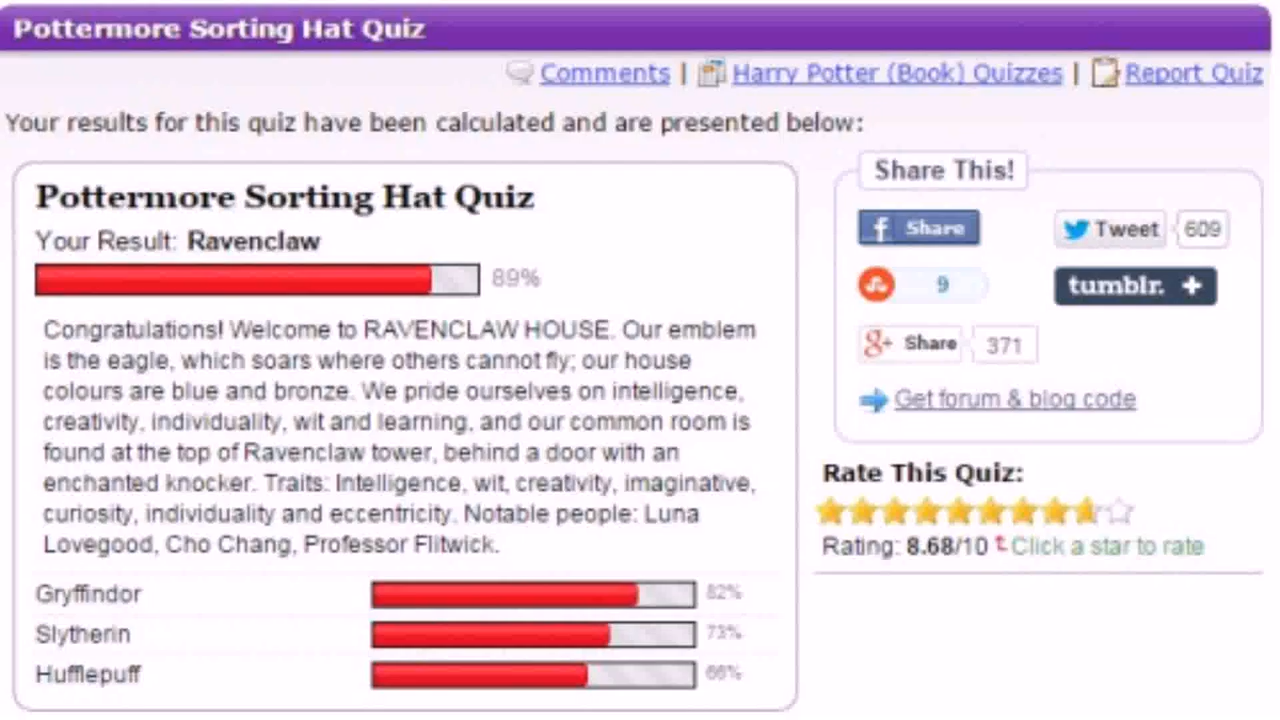 Pottermore Sorting Hat Quiz
Comments | Harry Potter (Book) Quizzes | Report Quiz
Your results for this quiz have been calculated and are presented below:
Pottermore Sorting Hat Quiz
Your Result: Ravenclaw
89%
Congratulations! Welcome to RAVENCLAW HOUSE. Our emblem
is the eagle, which soars where others cannot fly; our house
colours are blue and bronze. We pride ourselves on intelligence,
creativity, individuality, wit and learning, and our common room is
found at the top of Ravenclaw tower, behind a door with an
enchanted knocker. Traits: Intelligence, wit, creativity, imaginative,
curiosity, individuality and eccentricity. Notable people: Luna
Lovegood, Cho Chang, Professor Flitwick.
Gryffindor 82%
Slytherin 73%
Hufflepuff 66%
Share This!
f Share Tweet 609
9 tumblr. +
g+ Share 371
Get forum & blog code
Rate This Quiz:
Rating: 8.68/10 Click a star to rate